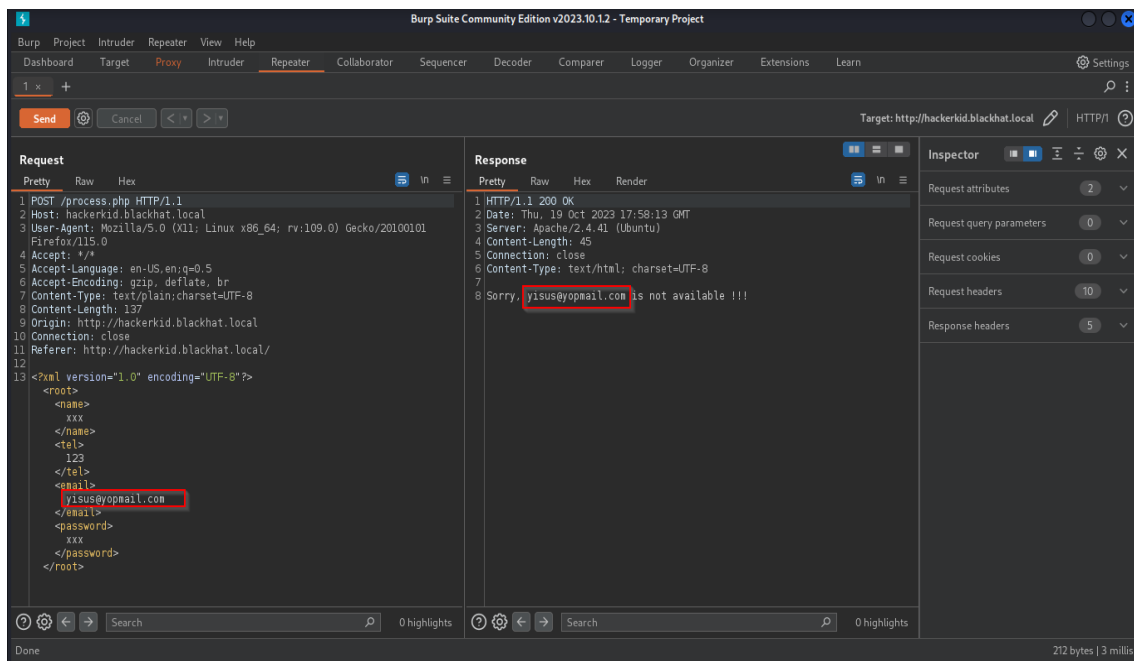 Burp Suite Community Edition v2023.10.1.2 - Temporary Project
Burp Project Intruder Repeater View Help
Dashboard Target Proxy Intruder Repeater Collaborator Sequencer Decoder Comparer Logger Organizer Extensions Learn Settings
1 × +
Send Cancel < > Target: http://hackerkid.blackhat.local HTTP/1
Request
Pretty Raw Hex \n
1 POST /process.php HTTP/1.1
2 Host: hackerkid.blackhat.local
3 User-Agent: Mozilla/5.0 (X11; Linux x86_64; rv:109.0) Gecko/20100101
Firefox/115.0
4 Accept: */*
5 Accept-Language: en-US,en;q=0.5
6 Accept-Encoding: gzip, deflate, br
7 Content-Type: text/plain;charset=UTF-8
8 Content-Length: 137
9 Origin: http://hackerkid.blackhat.local
10 Connection: close
11 Referer: http://hackerkid.blackhat.local/
12
13 <?xml version="1.0" encoding="UTF-8"?>
<root>
<name>
xxx
</name>
<tel>
123
</tel>
<email>
yisus@yopmail.com
</email>
<password>
xxx
</password>
</root>
Search 0 highlights
Response
Pretty Raw Hex Render \n
1 HTTP/1.1 200 OK
2 Date: Thu, 19 Oct 2023 17:58:13 GMT
3 Server: Apache/2.4.41 (Ubuntu)
4 Content-Length: 45
5 Connection: close
6 Content-Type: text/html; charset=UTF-8
7
8 Sorry, yisus@yopmail.com is not available !!!
Search 0 highlights
Inspector
Request attributes 2
Request query parameters 0
Request cookies 0
Request headers 10
Response headers 5
Done 212 bytes | 3 millis